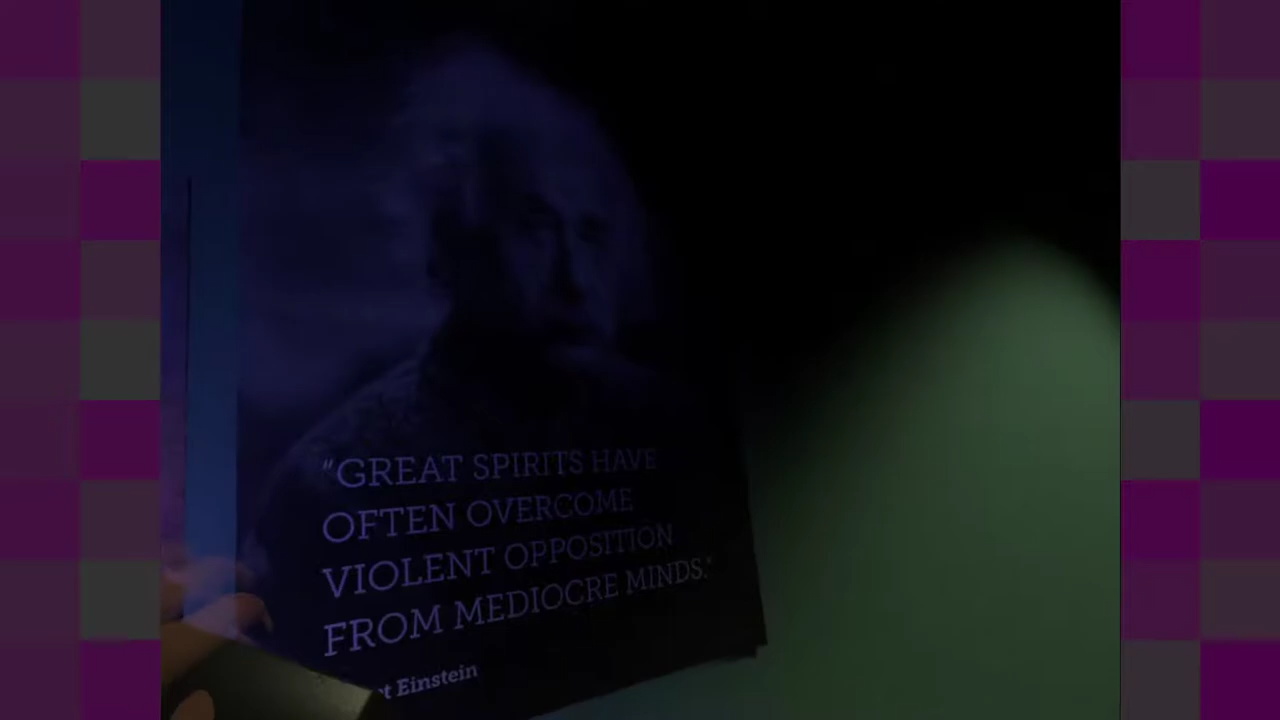 "GREAT SPIRITS HAVE
OFTEN OVERCOME
VIOLENT OPPOSITION
FROM MEDIOCRE MINDS."
t Einstein